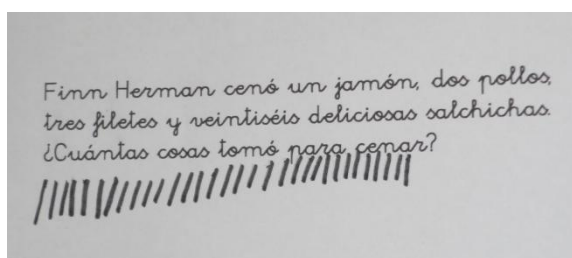 Finn Herman cenó un jamón, dos pollos,
tres filetes y veintiséis deliciosas salchichas.
¿Cuántas cosas tomó para cenar?